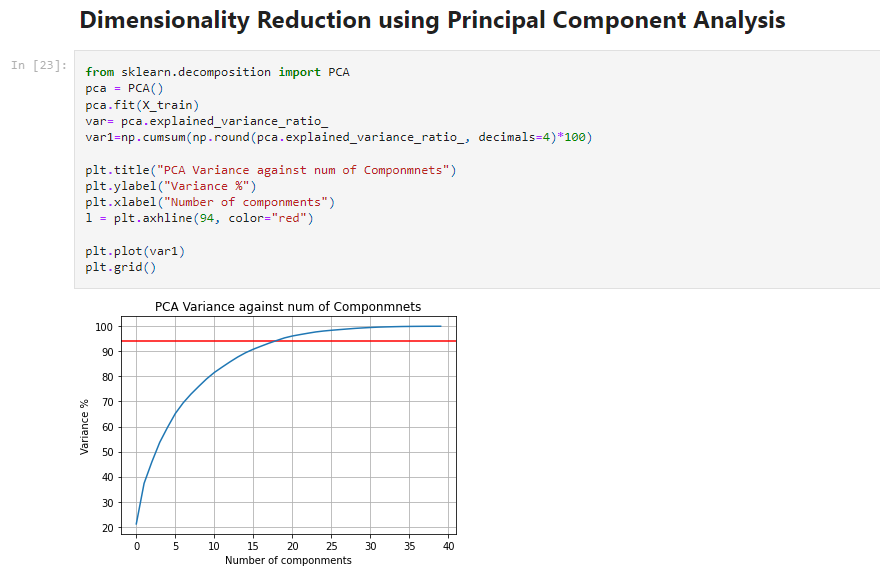 Dimensionality Reduction using Principal Component Analysis
In [23]:
from sklearn.decomposition import PCA
pca = PCA()
pca.fit(X_train)
var= pca.explained_variance_ratio_
var1=np.cumsum(np.round(pca.explained_variance_ratio_, decimals=4)*100)
plt.title("PCA Variance against num of Componmnets")
plt.ylabel("Variance %")
plt.xlabel("Number of componments")
l = plt.axhline(94, color="red")
plt.plot(var1)
plt.grid()
PCA Variance against num of Componmnets
100
90
80
70
60
50
40
30
20
Variance %
0 5 10 15 20 25 30 35 40
Number of componments